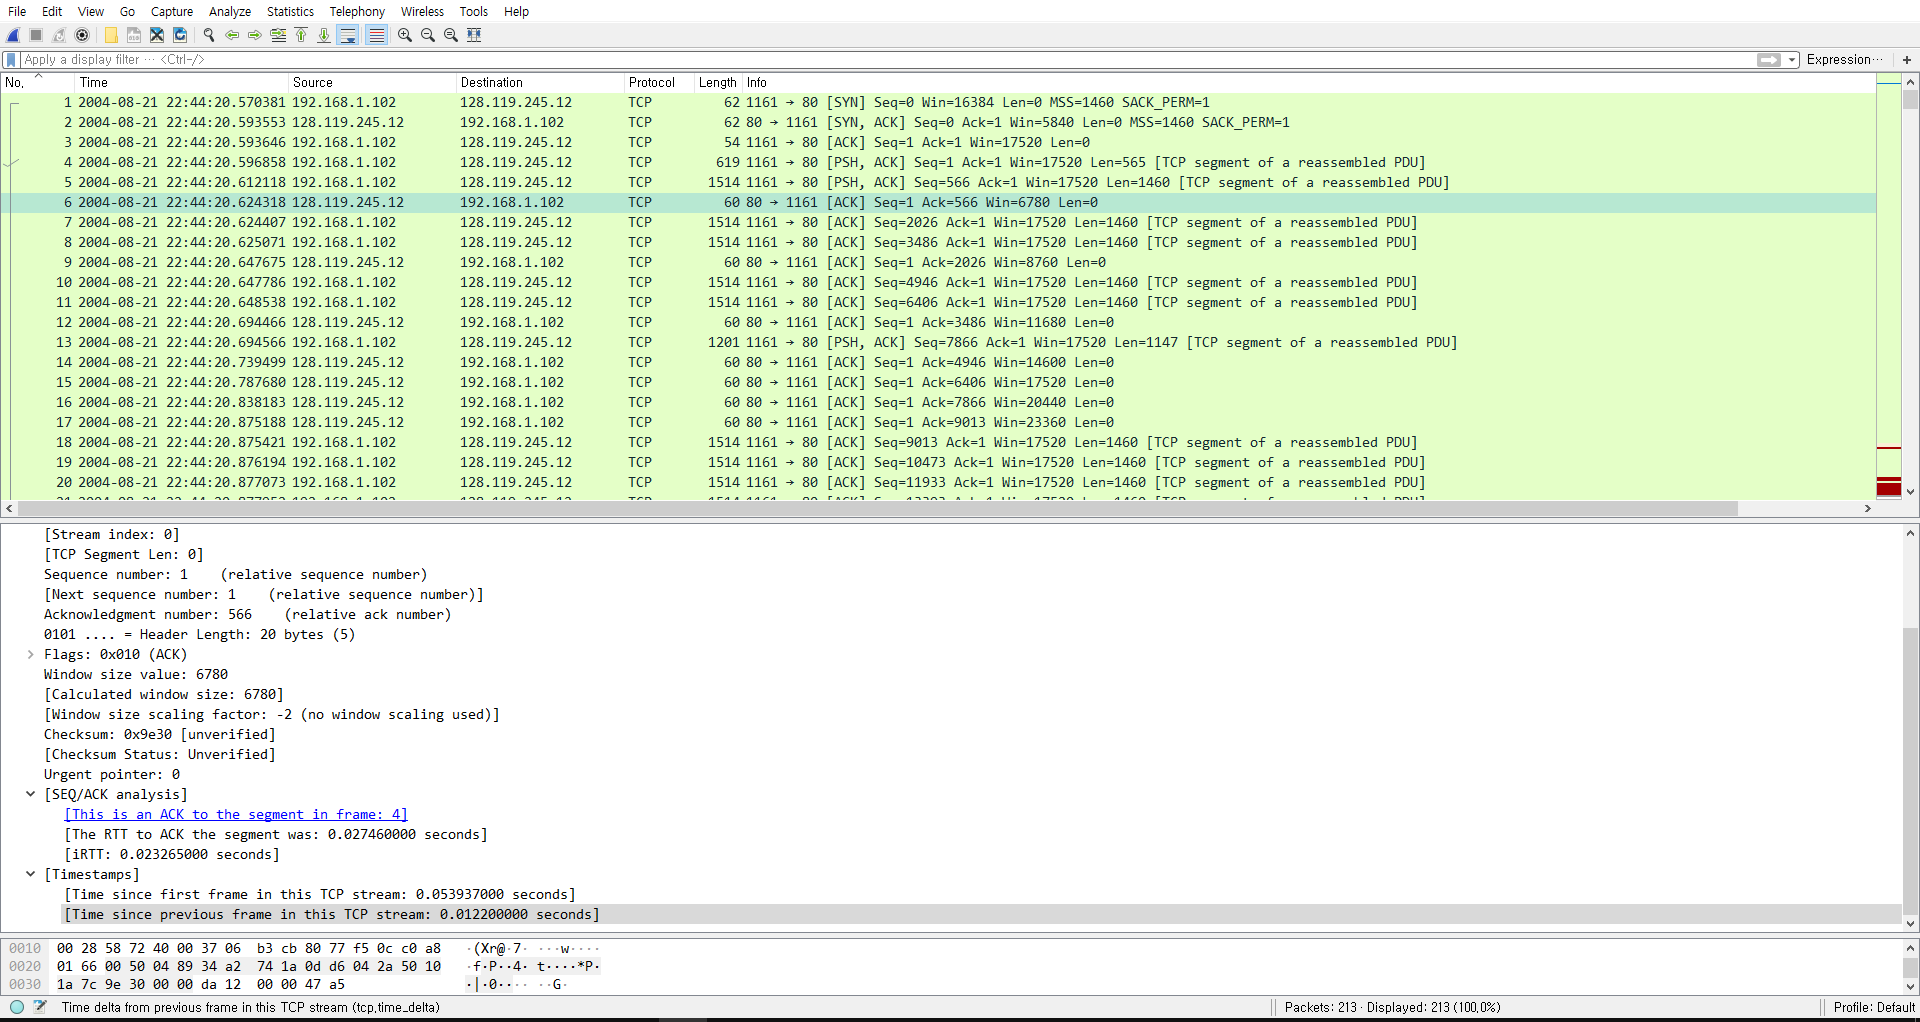 File Edit View Go Capture Analyze Statistics Telephony Wireless Tools Help
Apply a display filter ··· <Ctrl-/> Expression··· +
No. Time Source Destination Protocol Length Info
1 2004-08-21 22:44:20.570381 192.168.1.102 128.119.245.12 TCP 62 1161 → 80 [SYN] Seq=0 Win=16384 Len=0 MSS=1460 SACK_PERM=1
2 2004-08-21 22:44:20.593553 128.119.245.12 192.168.1.102 TCP 62 80 → 1161 [SYN, ACK] Seq=0 Ack=1 Win=5840 Len=0 MSS=1460 SACK_PERM=1
3 2004-08-21 22:44:20.593646 192.168.1.102 128.119.245.12 TCP 54 1161 → 80 [ACK] Seq=1 Ack=1 Win=17520 Len=0
4 2004-08-21 22:44:20.596858 192.168.1.102 128.119.245.12 TCP 619 1161 → 80 [PSH, ACK] Seq=1 Ack=1 Win=17520 Len=565 [TCP segment of a reassembled PDU]
5 2004-08-21 22:44:20.612118 192.168.1.102 128.119.245.12 TCP 1514 1161 → 80 [PSH, ACK] Seq=566 Ack=1 Win=17520 Len=1460 [TCP segment of a reassembled PDU]
6 2004-08-21 22:44:20.624318 128.119.245.12 192.168.1.102 TCP 60 80 → 1161 [ACK] Seq=1 Ack=566 Win=6780 Len=0
7 2004-08-21 22:44:20.624407 192.168.1.102 128.119.245.12 TCP 1514 1161 → 80 [ACK] Seq=2026 Ack=1 Win=17520 Len=1460 [TCP segment of a reassembled PDU]
8 2004-08-21 22:44:20.625071 192.168.1.102 128.119.245.12 TCP 1514 1161 → 80 [ACK] Seq=3486 Ack=1 Win=17520 Len=1460 [TCP segment of a reassembled PDU]
9 2004-08-21 22:44:20.647675 128.119.245.12 192.168.1.102 TCP 60 80 → 1161 [ACK] Seq=1 Ack=2026 Win=8760 Len=0
10 2004-08-21 22:44:20.647786 192.168.1.102 128.119.245.12 TCP 1514 1161 → 80 [ACK] Seq=4946 Ack=1 Win=17520 Len=1460 [TCP segment of a reassembled PDU]
11 2004-08-21 22:44:20.648538 192.168.1.102 128.119.245.12 TCP 1514 1161 → 80 [ACK] Seq=6406 Ack=1 Win=17520 Len=1460 [TCP segment of a reassembled PDU]
12 2004-08-21 22:44:20.694466 128.119.245.12 192.168.1.102 TCP 60 80 → 1161 [ACK] Seq=1 Ack=3486 Win=11680 Len=0
13 2004-08-21 22:44:20.694566 192.168.1.102 128.119.245.12 TCP 1201 1161 → 80 [PSH, ACK] Seq=7866 Ack=1 Win=17520 Len=1147 [TCP segment of a reassembled PDU]
14 2004-08-21 22:44:20.739499 128.119.245.12 192.168.1.102 TCP 60 80 → 1161 [ACK] Seq=1 Ack=4946 Win=14600 Len=0
15 2004-08-21 22:44:20.787680 128.119.245.12 192.168.1.102 TCP 60 80 → 1161 [ACK] Seq=1 Ack=6406 Win=17520 Len=0
16 2004-08-21 22:44:20.838183 128.119.245.12 192.168.1.102 TCP 60 80 → 1161 [ACK] Seq=1 Ack=7866 Win=20440 Len=0
17 2004-08-21 22:44:20.875188 128.119.245.12 192.168.1.102 TCP 60 80 → 1161 [ACK] Seq=1 Ack=9013 Win=23360 Len=0
18 2004-08-21 22:44:20.875421 192.168.1.102 128.119.245.12 TCP 1514 1161 → 80 [ACK] Seq=9013 Ack=1 Win=17520 Len=1460 [TCP segment of a reassembled PDU]
19 2004-08-21 22:44:20.876194 192.168.1.102 128.119.245.12 TCP 1514 1161 → 80 [ACK] Seq=10473 Ack=1 Win=17520 Len=1460 [TCP segment of a reassembled PDU]
20 2004-08-21 22:44:20.877073 192.168.1.102 128.119.245.12 TCP 1514 1161 → 80 [ACK] Seq=11933 Ack=1 Win=17520 Len=1460 [TCP segment of a reassembled PDU]
[Stream index: 0]
[TCP Segment Len: 0]
Sequence number: 1 (relative sequence number)
[Next sequence number: 1 (relative sequence number)]
Acknowledgment number: 566 (relative ack number)
0101 .... = Header Length: 20 bytes (5)
Flags: 0x010 (ACK)
Window size value: 6780
[Calculated window size: 6780]
[Window size scaling factor: -2 (no window scaling used)]
Checksum: 0x9e30 [unverified]
[Checksum Status: Unverified]
Urgent pointer: 0
[SEQ/ACK analysis]
[This is an ACK to the segment in frame: 4]
[The RTT to ACK the segment was: 0.027460000 seconds]
[iRTT: 0.023265000 seconds]
[Timestamps]
[Time since first frame in this TCP stream: 0.053937000 seconds]
[Time since previous frame in this TCP stream: 0.012200000 seconds]
0010 00 28 58 72 40 00 37 06 b3 cb 80 77 f5 0c c0 a8 ·(Xr@·7· ···w····
0020 01 66 00 50 04 89 34 a2 74 1a 0d d6 04 2a 50 10 ·f·P··4· t····*P·
0030 1a 7c 9e 30 00 00 da 12 00 00 47 a5 ·|·0···· ··G·
Time delta from previous frame in this TCP stream (tcp.time_delta) Packets: 213 · Displayed: 213 (100.0%) Profile: Default